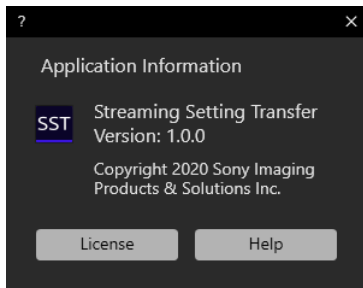 ?
×
Application Information
SST
Streaming Setting Transfer
Version: 1.0.0
Copyright 2020 Sony Imaging
Products & Solutions Inc.
License
Help